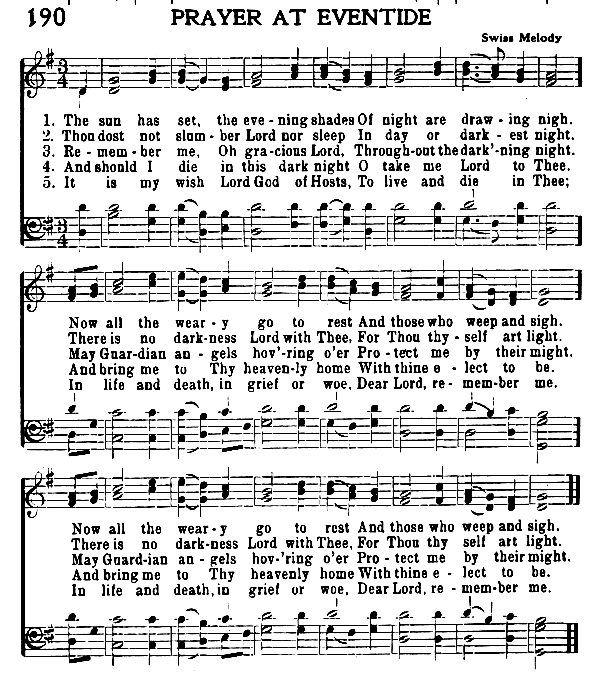 190 PRAYER AT EVENTIDE
Swiss Melody
3
4
1. The sun has set, the eve-ning shades Of night are draw-ing nigh.
2. Thou dost not slum-ber Lord nor sleep In day or dark-est night.
3. Re-mem-ber me, Oh gra-cious Lord, Through-out the dark'-ning night.
4. And should I die in this dark night O take me Lord to Thee.
5. It is my wish Lord God of Hosts, To live and die in Thee;
3
4
Now all the wear-y go to rest And those who weep and sigh.
There is no dark-ness Lord with Thee, For Thou thy-self art light.
May Guar-dian an-gels hov'-ring o'er Pro-tect me by their might.
And bring me to Thy heaven-ly home With thine e-lect to be.
In life and death, in grief or woe, Dear Lord, re-mem-ber me.
Now all the wear-y go to rest And those who weep and sigh.
There is no dark-ness Lord with Thee, For Thou thy self art light.
May Guard-ian an-gels hov-'ring o'er Pro-tect me by their might.
And bring me to Thy heavenly home With thine e-lect to be.
In life and death, in grief or woe, Dear Lord, re-mem-ber me.